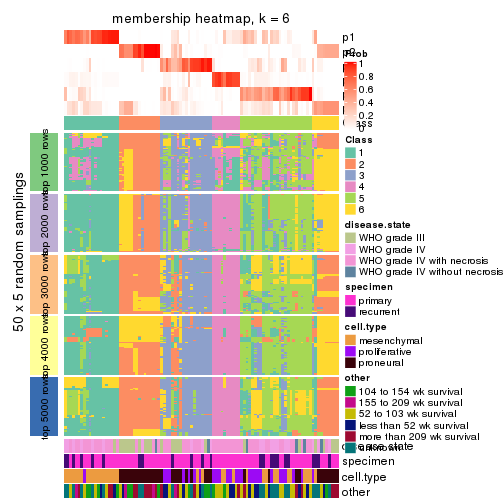 membership heatmap, k = 6
p1
p2
Prob
1
0.8
0.6
0.4
0.2
0
Class
Class
1
2
3
4
5
6
disease.state
WHO grade III
WHO grade IV
WHO grade IV with necrosis
WHO grade IV without necrosis
specimen
primary
recurrent
cell.type
mesenchymal
proliferative
proneural
other
104 to 154 wk survival
155 to 209 wk survival
52 to 103 wk survival
less than 52 wk survival
more than 209 wk survival
unknown
disease.state
specimen
cell.type
other
50 x 5 random samplings
top 1000 rows
top 2000 rows
top 3000 rows
top 4000 rows
top 5000 rows